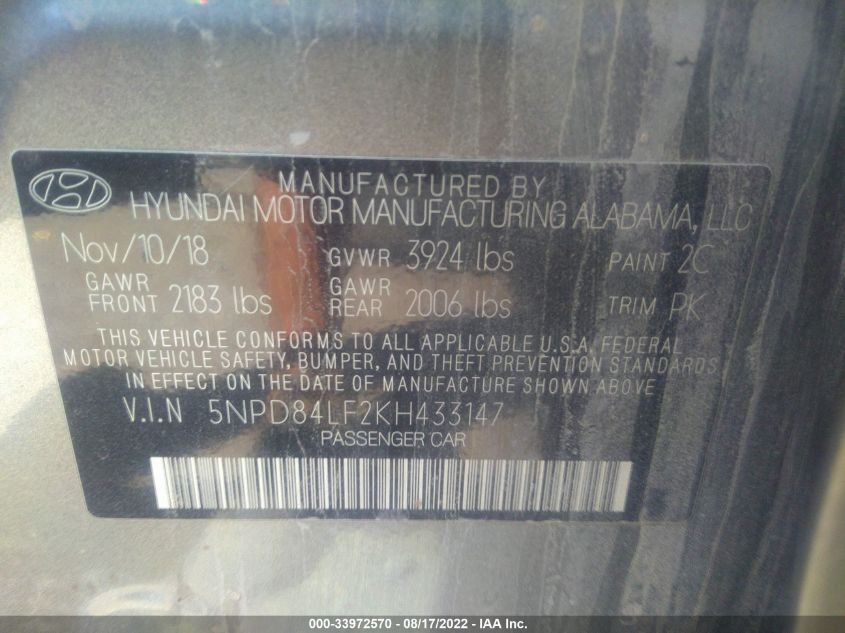 MANUFACTURED BY
HYUNDAI MOTOR MANUFACTURING ALABAMA, LLC
Nov/10/18 GVWR 3924 lbs PAINT 2C
GAWR FRONT 2183 lbs GAWR REAR 2006 lbs TRIM PK
THIS VEHICLE CONFORMS TO ALL APPLICABLE U.S.A. FEDERAL
MOTOR VEHICLE SAFETY, BUMPER, AND THEFT PREVENTION STANDARDS
IN EFFECT ON THE DATE OF MANUFACTURE SHOWN ABOVE
V.I.N 5NPD84LF2KH433147
PASSENGER CAR
000-33972570 - 08/17/2022 - IAA Inc.